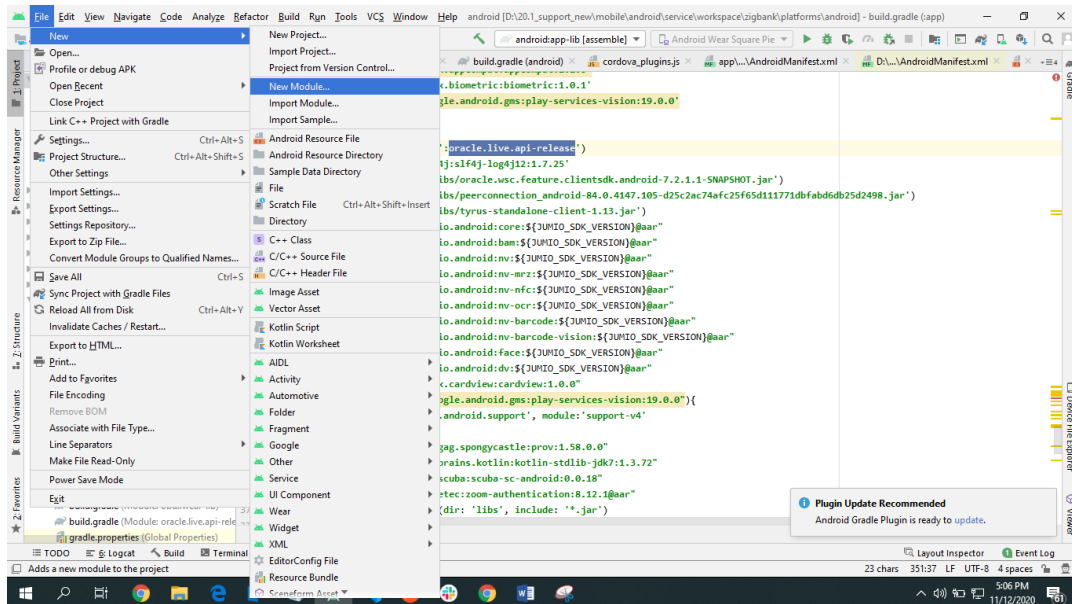 File Edit View Navigate Code Analyze Refactor Build Run Tools VCS Window Help android [D:\20.1_support_new\mobile\android\service\workspace\zigbank\platforms\android] - build.gradle (:app)
android:app-lib [assemble] Android Wear Square Pie
build.gradle (android) cordova_plugins.js app\...\AndroidManifest.xml D:\...\AndroidManifest.xml
New
Open...
Profile or debug APK
Open Recent
Close Project
Link C++ Project with Gradle
Settings... Ctrl+Alt+S
Project Structure... Ctrl+Alt+Shift+S
Other Settings
Import Settings...
Export Settings...
Settings Repository...
Export to Zip File...
Convert Module Groups to Qualified Names...
Save All Ctrl+S
Sync Project with Gradle Files
Reload All from Disk Ctrl+Alt+Y
Invalidate Caches / Restart...
Export to HTML...
Print...
Add to Favorites
File Encoding
Remove BOM
Associate with File Type...
Line Separators
Make File Read-Only
Power Save Mode
Exit
New Project...
Import Project...
Project from Version Control...
New Module...
Import Module...
Import Sample...
Android Resource File
Android Resource Directory
Sample Data Directory
File
Scratch File Ctrl+Alt+Shift+Insert
Directory
C++ Class
C/C++ Source File
C/C++ Header File
Image Asset
Vector Asset
Kotlin Script
Kotlin Worksheet
AIDL
Activity
Automotive
Folder
Fragment
Google
Other
Service
UI Component
Wear
Widget
XML
EditorConfig File
Resource Bundle
Sceneform Asset
c.biometric:biometric:1.0.1'
gle.android.gms:play-services-vision:19.0.0'
':oracle.live.api-release')
4j:slf4j-log4j12:1.7.25'
ibs/oracle.wsc.feature.clientsdk.android-7.2.1.1-SNAPSHOT.jar')
ibs/peerconnection_android-84.0.4147.105-d25c2ac74afc25f65d111771dbfabd6db25d2498.jar')
ibs/tyrus-standalone-client-1.13.jar')
io.android:core:${JUMIO_SDK_VERSION}@aar"
io.android:bam:${JUMIO_SDK_VERSION}@aar"
io.android:nv:${JUMIO_SDK_VERSION}@aar"
io.android:nv-mrz:${JUMIO_SDK_VERSION}@aar"
io.android:nv-nfc:${JUMIO_SDK_VERSION}@aar"
io.android:nv-ocr:${JUMIO_SDK_VERSION}@aar"
io.android:nv-barcode:${JUMIO_SDK_VERSION}@aar"
io.android:nv-barcode-vision:${JUMIO_SDK_VERSION}@aar"
io.android:face:${JUMIO_SDK_VERSION}@aar"
io.android:dv:${JUMIO_SDK_VERSION}@aar"
x.cardview:cardview:1.0.0"
ogle.android.gms:play-services-vision:19.0.0"){
.android.support', module:'support-v4'
gag.spongycastle:prov:1.58.0.0"
brains.kotlin:kotlin-stdlib-jdk7:1.3.72"
scuba:scuba-sc-android:0.0.18"
etec:zoom-authentication:8.12.1@aar"
(dir: 'libs', include: '*.jar')
build.gradle (Module: oracle.live.api-rele
gradle.properties (Global Properties)
1: Project
Resource Manager
Z: Structure
Build Variants
2: Favorites
Gradle
Device File Explorer
Viewer
Plugin Update Recommended
Android Gradle Plugin is ready to update.
TODO 6: Logcat Build Terminal
Layout Inspector 1 Event Log
Adds a new module to the project
23 chars 351:37 LF UTF-8 4 spaces
5:06 PM
11/12/2020
61